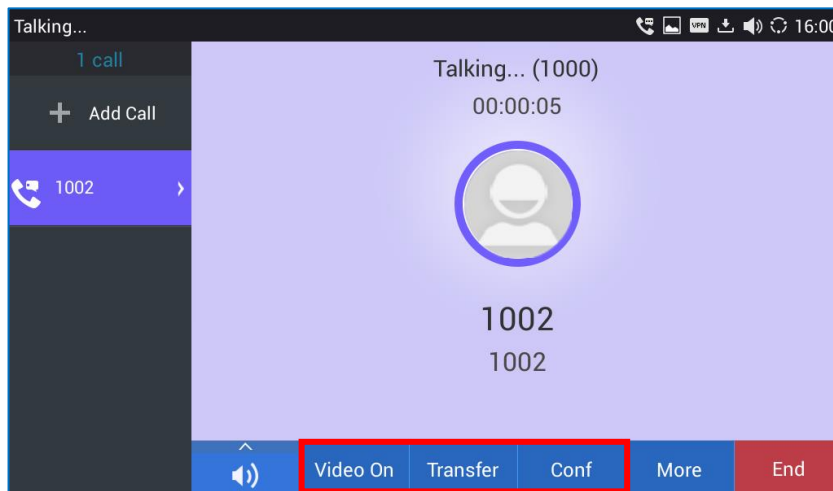 Talking...
VPN
16:00
1 call
Add Call
1002
Talking... (1000)
00:00:05
1002
1002
Video On
Transfer
Conf
More
End